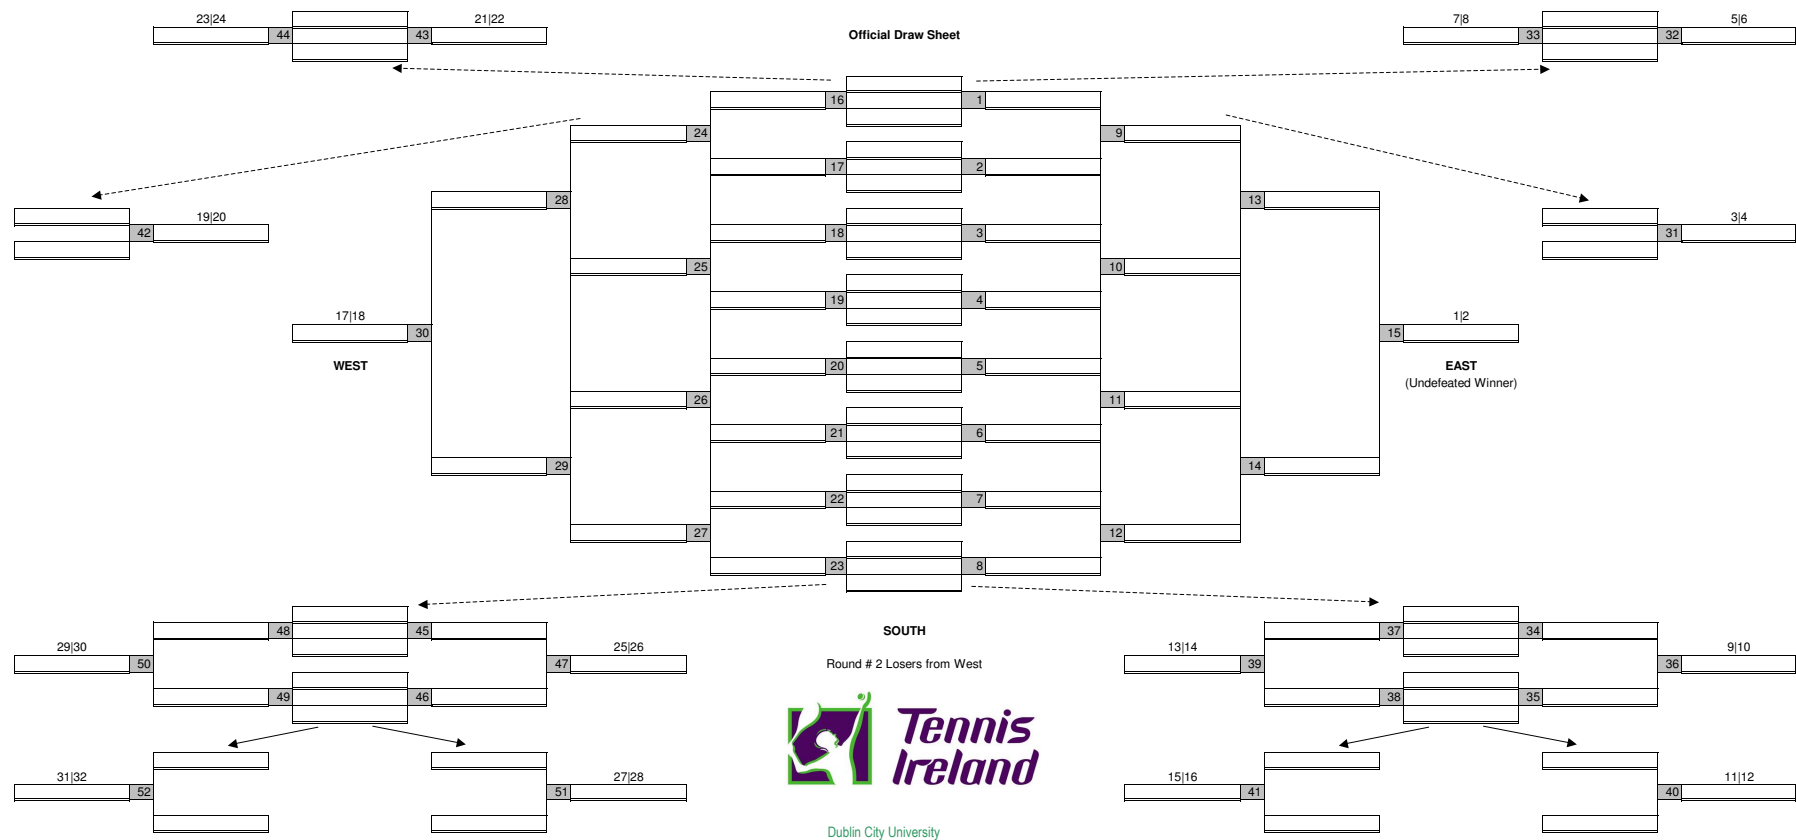 23|24 21|22 7|8 5|6
44 43 Official Draw Sheet 33 32
16 1
24 9
17 2
28 13
19|20 3|4
42 18 3 31
25 10
19 4
17|18 1|2
30 15
WEST 20 5 EAST
(Undefeated Winner)
26 11
21 6
29 14
22 7
27 12
23 8
48 45 SOUTH 37 34
29|30 25|26 13|14 9|10
50 47 Round # 2 Losers from West 39 36
49 46 38 35
Tennis
Ireland
31|32 27|28 15|16 11|12
52 51 41 40
Dublin City University